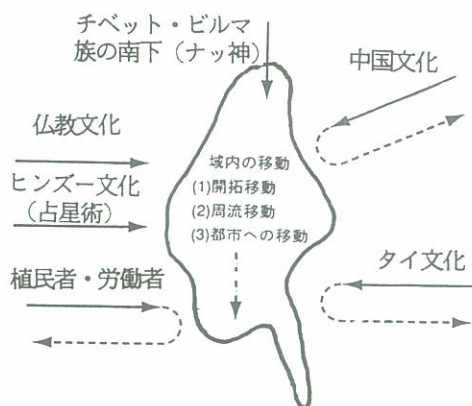 チベット・ビルマ
族の南下（ナッ神）
中国文化
仏教文化
ヒンズー文化
（占星術）
植民者・労働者
域内の移動
(1)開拓移動
(2)周流移動
(3)都市への移動
タイ文化